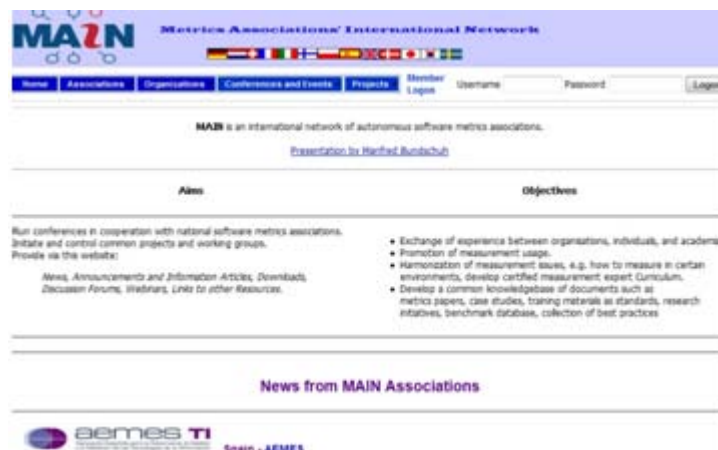 MAIN
Metrics Associations' International Network
Home Associations Organisations Conferences and Events Projects Member Logon Username Password Logon
MAIN is an international network of autonomous software metrics associations.
Presentation by Manfred Bundschuh
Aims
Run conferences in cooperation with national software metrics associations.
Initiate and control common projects and working groups.
Provide via this website:
News, Announcements and Information Articles, Downloads,
Discussion Forums, Webinars, Links to other Resources.
Objectives
• Exchange of experience between organisations, individuals, and academia
• Promotion of measurement usage.
• Harmonization of measurement issues, e.g. how to measure in certain
environments, develop certified measurement expert Curriculum.
• Develop a common knowledgebase of documents such as
metrics papers, case studies, training materials as standards, research
initiatives, benchmark database, collection of best practices
News from MAIN Associations
aemes TI
Spain - AEMES